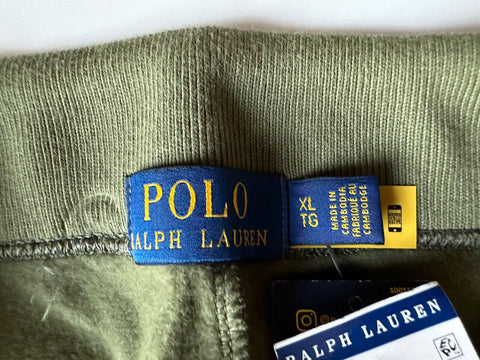 POLO
RALPH LAUREN
XL
TG
MADE IN
CAMBODIA
FABRIQUÉ AU
CAMBODGE
RALPH LAUREN